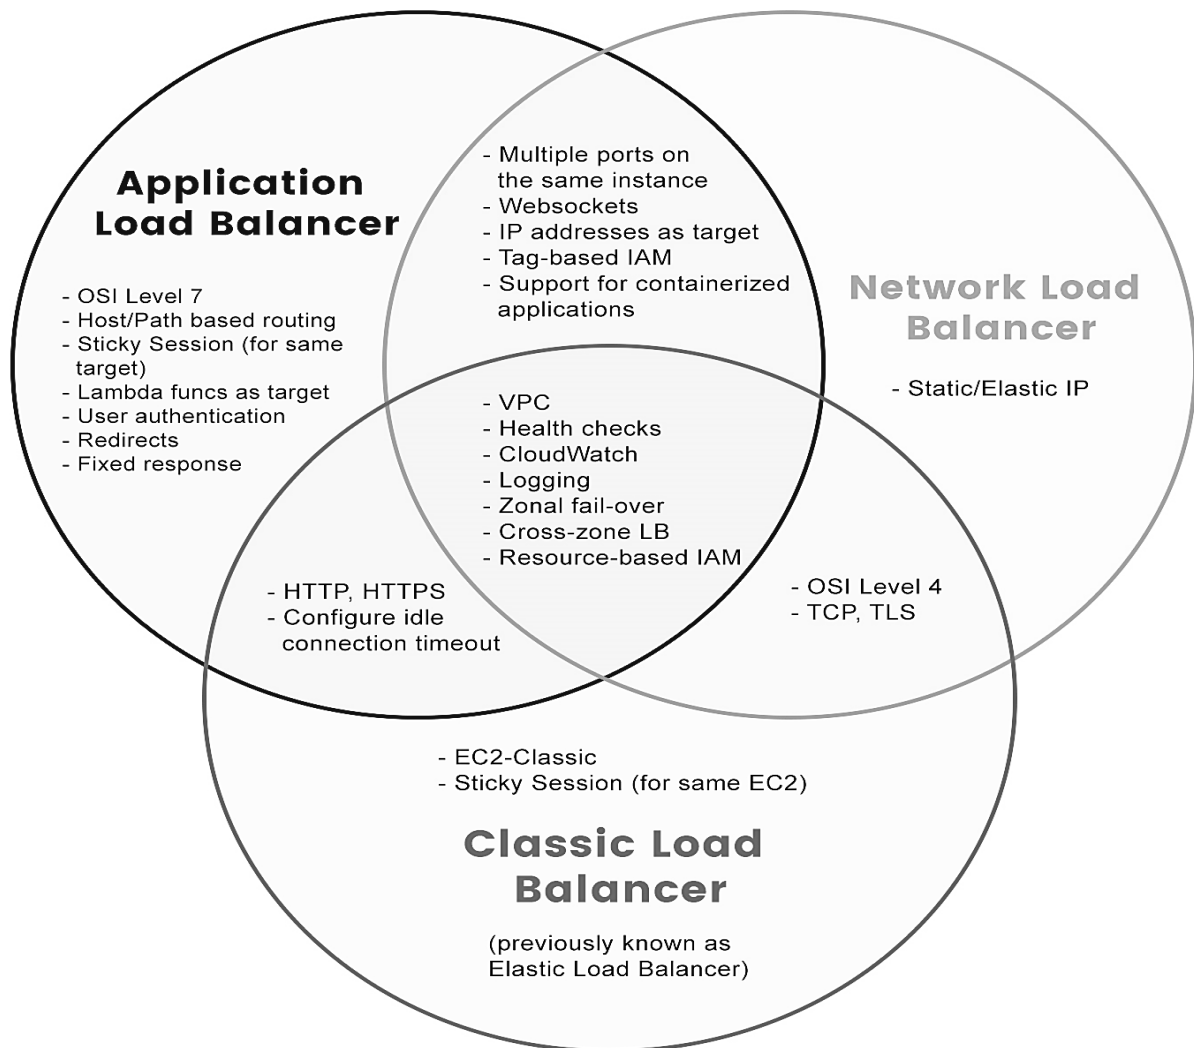 Application
Load Balancer
- OSI Level 7
- Host/Path based routing
- Sticky Session (for same
target)
- Lambda funcs as target
- User authentication
- Redirects
- Fixed response
- Multiple ports on
the same instance
- Websockets
- IP addresses as target
- Tag-based IAM
- Support for containerized
applications
Network Load
Balancer
- Static/Elastic IP
- VPC
- Health checks
- CloudWatch
- Logging
- Zonal fail-over
- Cross-zone LB
- Resource-based IAM
- HTTP, HTTPS
- Configure idle
connection timeout
- OSI Level 4
- TCP, TLS
- EC2-Classic
- Sticky Session (for same EC2)
Classic Load
Balancer
(previously known as
Elastic Load Balancer)